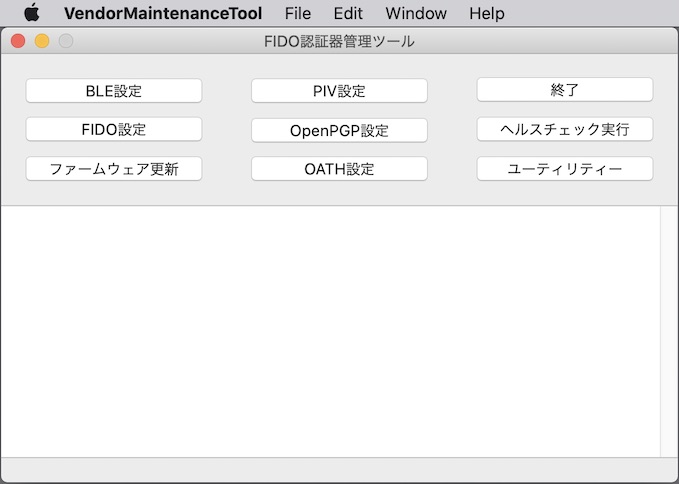 VendorMaintenanceTool File Edit Window Help
FIDO認証器管理ツール
BLE設定 PIV設定 終了
FIDO設定 OpenPGP設定 ヘルスチェック実行
ファームウェア更新 OATH設定 ユーティリティー